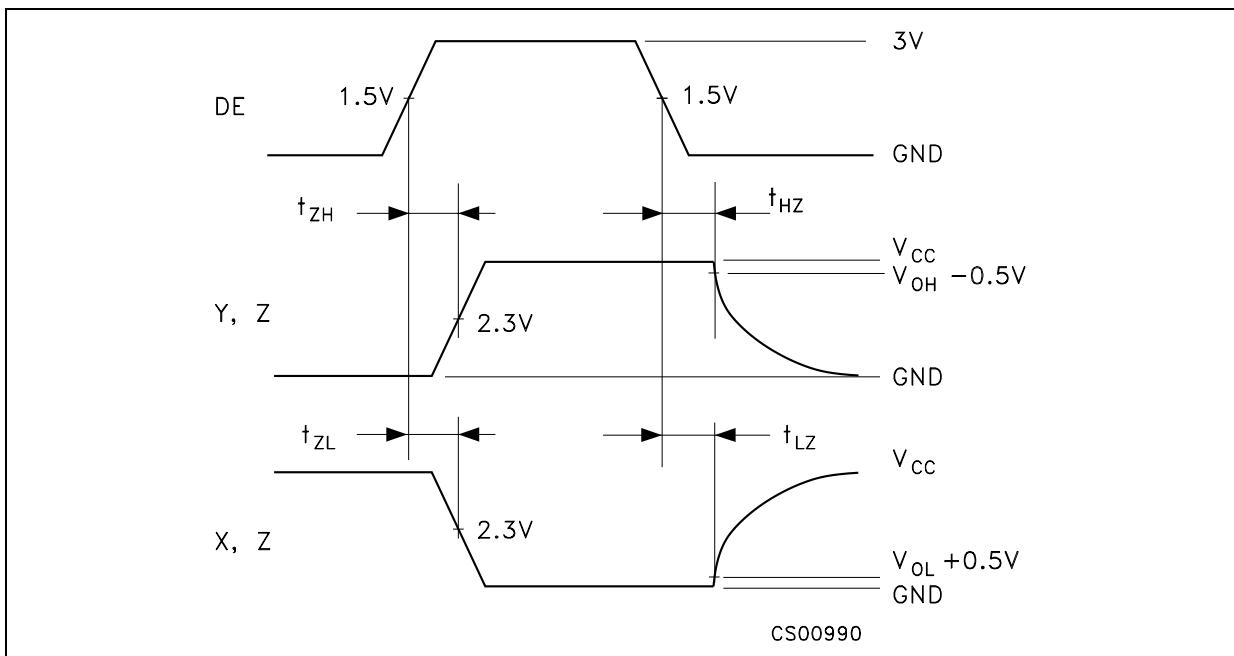 3V
1.5V
1.5V
DE
GND
tZH
tHZ
VCC
VOH -0.5V
Y, Z
2.3V
GND
tZL
tLZ
VCC
2.3V
X, Z
VOL +0.5V
GND
CS00990